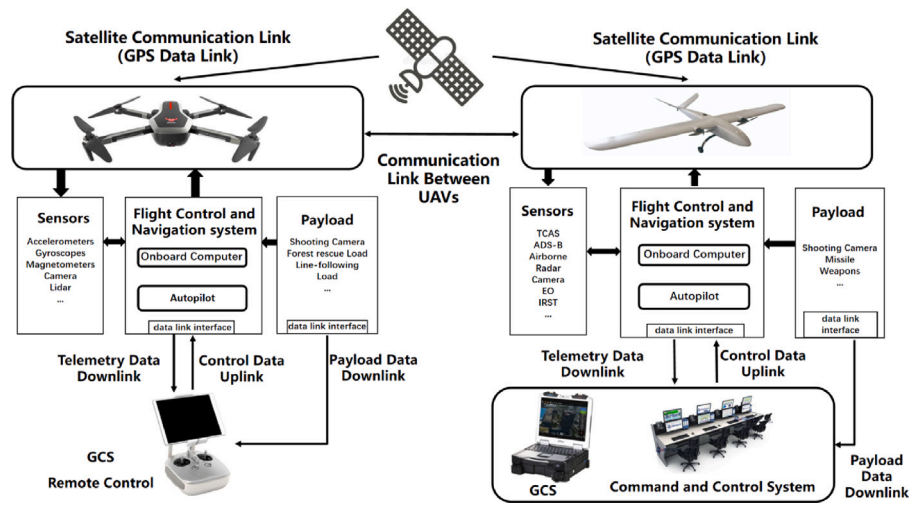 Satellite Communication Link
(GPS Data Link)
Satellite Communication Link
(GPS Data Link)
Communication
Link Between
UAVs
Sensors
Accelerometers
Gyroscopes
Magnetometers
Camera
Lidar
...
Flight Control and
Navigation system
Onboard Computer
Autopilot
data link interface
Payload
Shooting Camera
Forest rescue Load
Line-following
Load
...
data link interface
Sensors
TCAS
ADS-B
Airborne
Radar
Camera
EO
IRST
...
Flight Control and
Navigation system
Onboard Computer
Autopilot
data link interface
Payload
Shooting Camera
Missile
Weapons
...
data link
interface
Telemetry Data
Downlink
Control Data
Uplink
Payload Data
Downlink
GCS
Remote Control
Telemetry Data
Downlink
Control Data
Uplink
GCS
Command and Control System
Payload
Data
Downlink